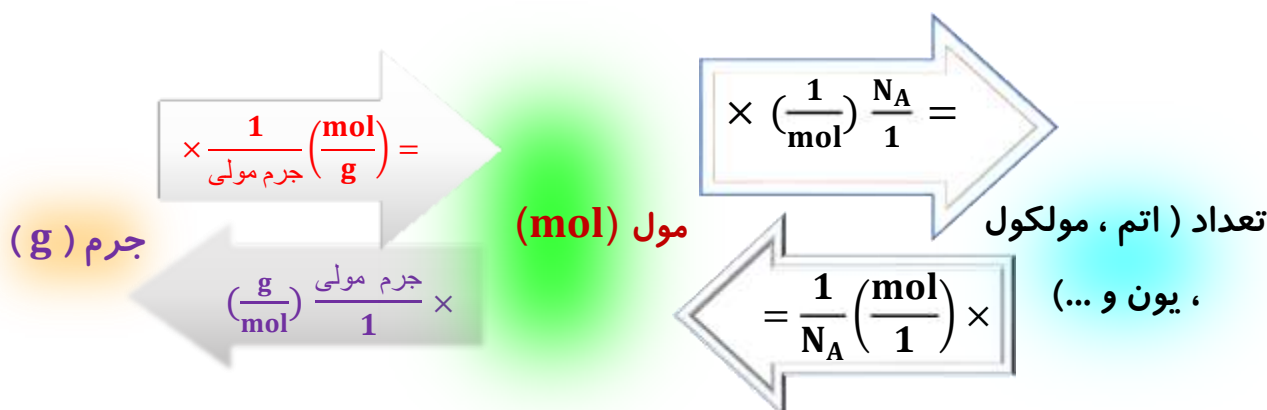 × 1/جرم مولی (mol/g) =
× (1/mol) N_A/1 =
جرم ( g )
مول (mol)
تعداد ( اتم ، مولکول
، یون و ...)
(g/mol) جرم مولی/1 ×
= 1/N_A (mol/1) ×